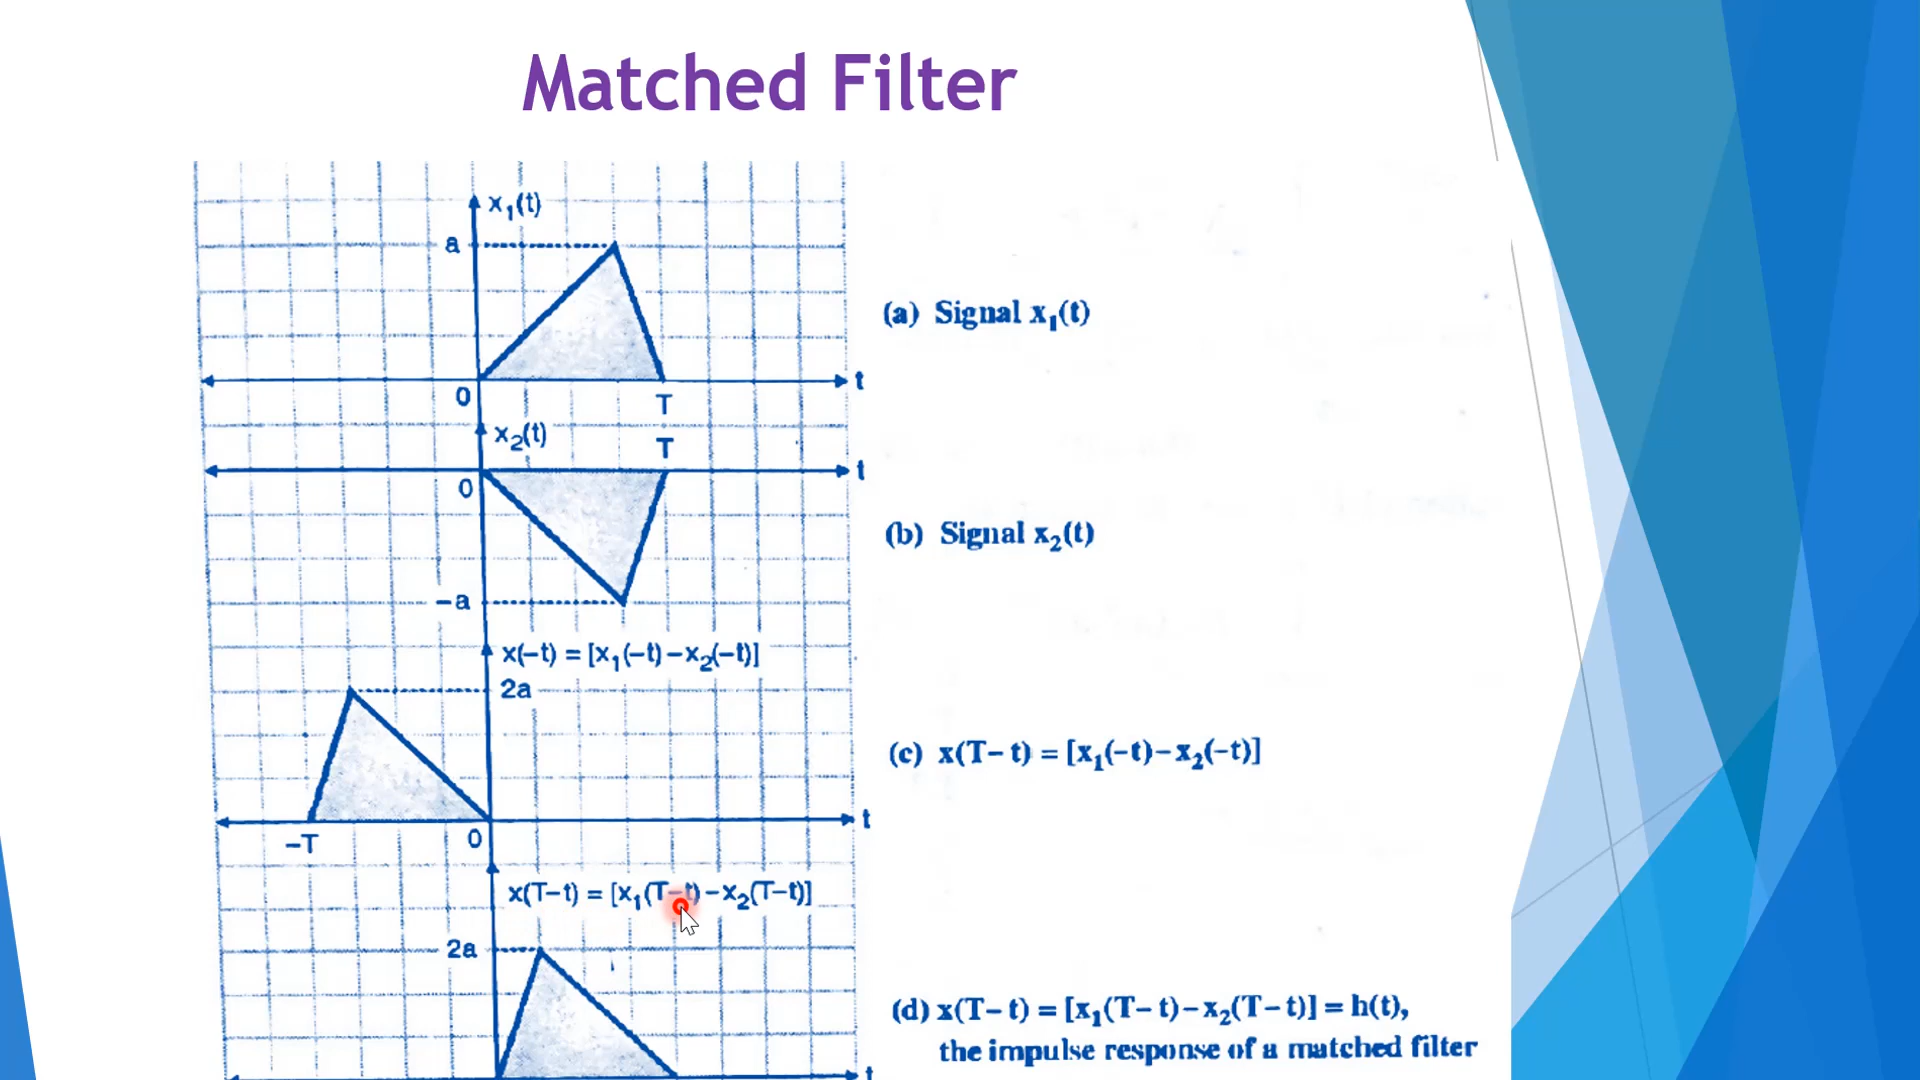 Matched Filter
x₁(t)
a
(a) Signal x₁(t)
t
0
T
x₂(t)
T
t
0
(b) Signal x₂(t)
–a
x(–t) = [x₁(–t) – x₂(–t)]
2a
(c) x(T– t) = [x₁(–t) – x₂(–t)]
t
–T
0
x(T–t) = [x₁(T–t) – x₂(T–t)]
2a
(d) x(T– t) = [x₁(T– t) – x₂(T– t)] = h(t),
the impulse response of a matched filter
t